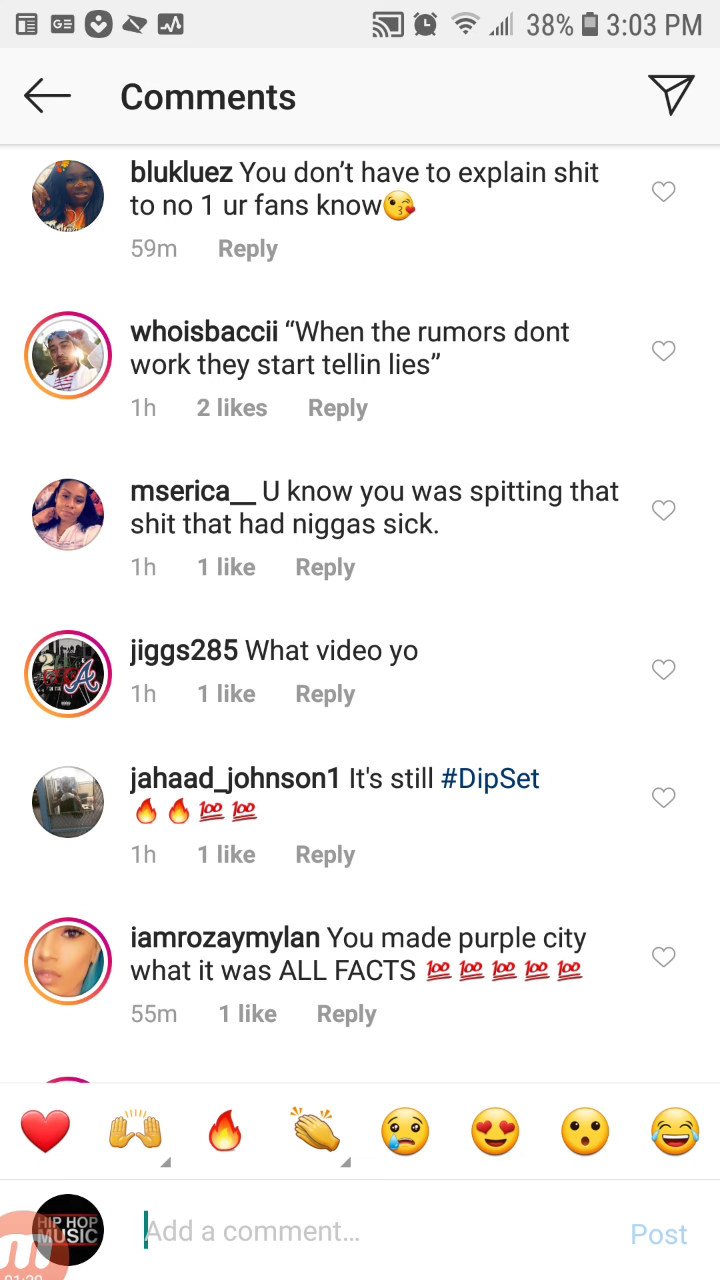 GE
38% 3:03 PM
Comments
blukluez You don’t have to explain shit
to no 1 ur fans know😘
59m Reply
whoisbaccii “When the rumors dont
work they start tellin lies”
1h 2 likes Reply
mserica__ U know you was spitting that
shit that had niggas sick.
1h 1 like Reply
jiggs285 What video yo
1h 1 like Reply
jahaad_johnson1 It's still #DipSet
🔥🔥💯💯
1h 1 like Reply
iamrozaymylan You made purple city
what it was ALL FACTS 💯💯💯💯💯
55m 1 like Reply
❤️🙌🔥👏😢😍😮😂
HIP HOP
MUSIC
Add a comment...
Post